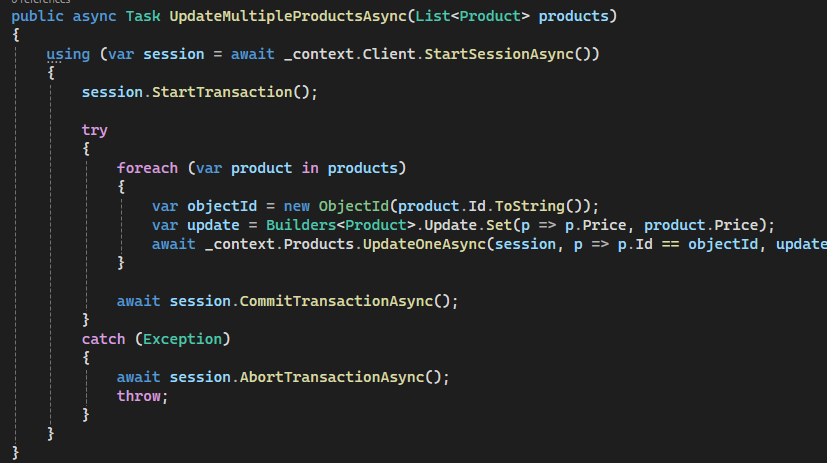 0 references
public async Task UpdateMultipleProductsAsync(List<Product> products)
{
using (var session = await _context.Client.StartSessionAsync())
{
session.StartTransaction();
try
{
foreach (var product in products)
{
var objectId = new ObjectId(product.Id.ToString());
var update = Builders<Product>.Update.Set(p => p.Price, product.Price);
await _context.Products.UpdateOneAsync(session, p => p.Id == objectId, update
}
await session.CommitTransactionAsync();
}
catch (Exception)
{
await session.AbortTransactionAsync();
throw;
}
}
}